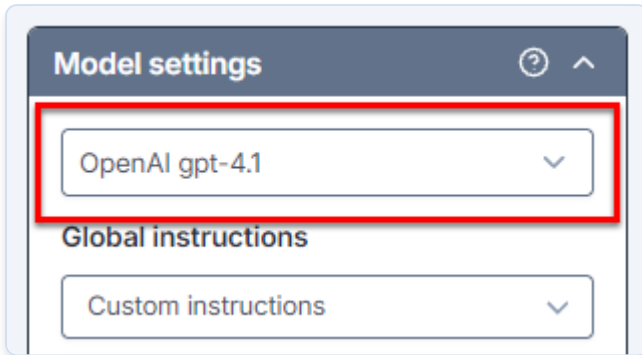 Model settings
OpenAI gpt-4.1
Global instructions
Custom instructions